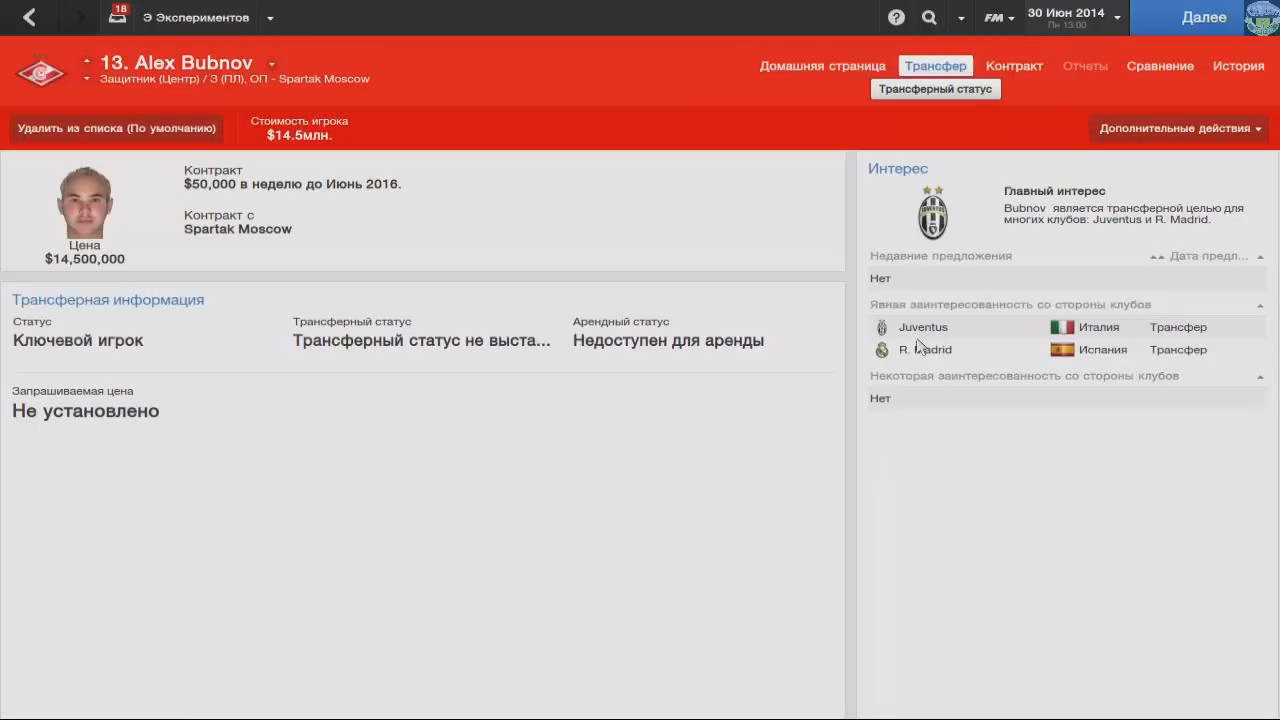 18
Э Экспериментов
FM
30 Июн 2014
Пн 13:00
Далее
13. Alex Bubnov
Защитник (Центр) / З (ПЛ), ОП - Spartak Moscow
Домашняя страница
Трансфер
Контракт
Отчеты
Сравнение
История
Трансферный статус
Удалить из списка (По умолчанию)
Стоимость игрока
$14.5млн.
Дополнительные действия
Контракт
$50,000 в неделю до Июнь 2016.
Контракт с
Spartak Moscow
Цена
$14,500,000
Трансферная информация
Статус
Ключевой игрок
Трансферный статус
Трансферный статус не выста...
Арендный статус
Недоступен для аренды
Запрашиваемая цена
Не установлено
Интерес
Главный интерес
Bubnov является трансферной целью для
многих клубов: Juventus и R. Madrid.
Недавние предложения
Дата предл...
Нет
Явная заинтересованность со стороны клубов
Juventus Италия Трансфер
R. Madrid Испания Трансфер
Некоторая заинтересованность со стороны клубов
Нет